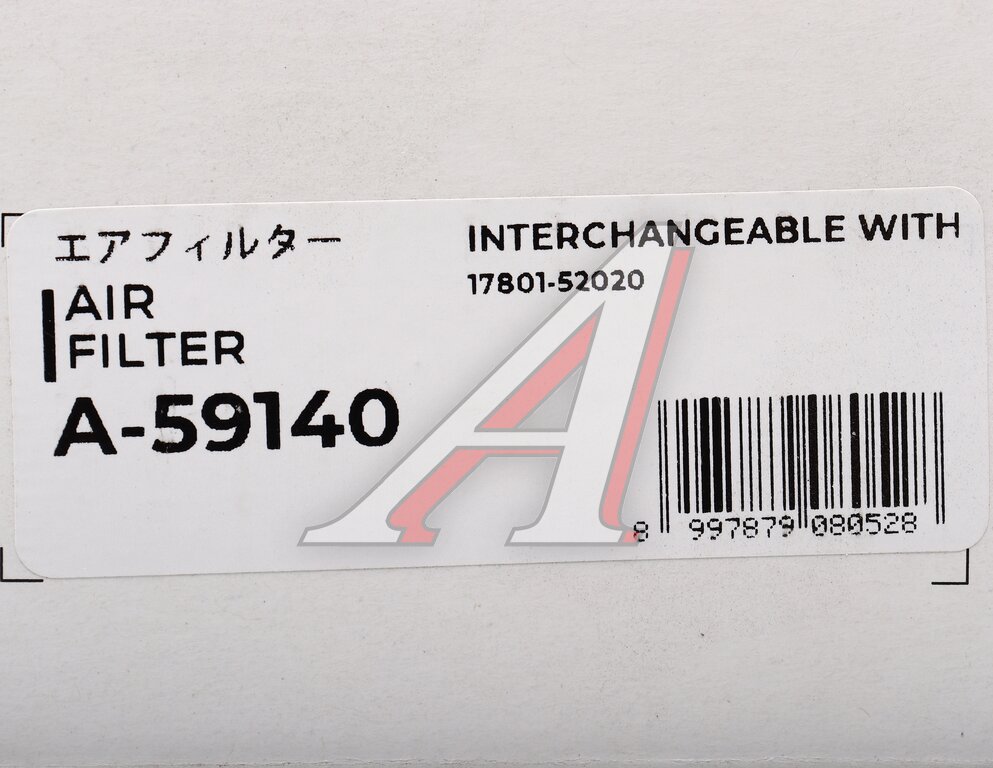 エアフィルター
AIR
FILTER
A-59140
INTERCHANGEABLE WITH
17801-52020
8 997879 080528